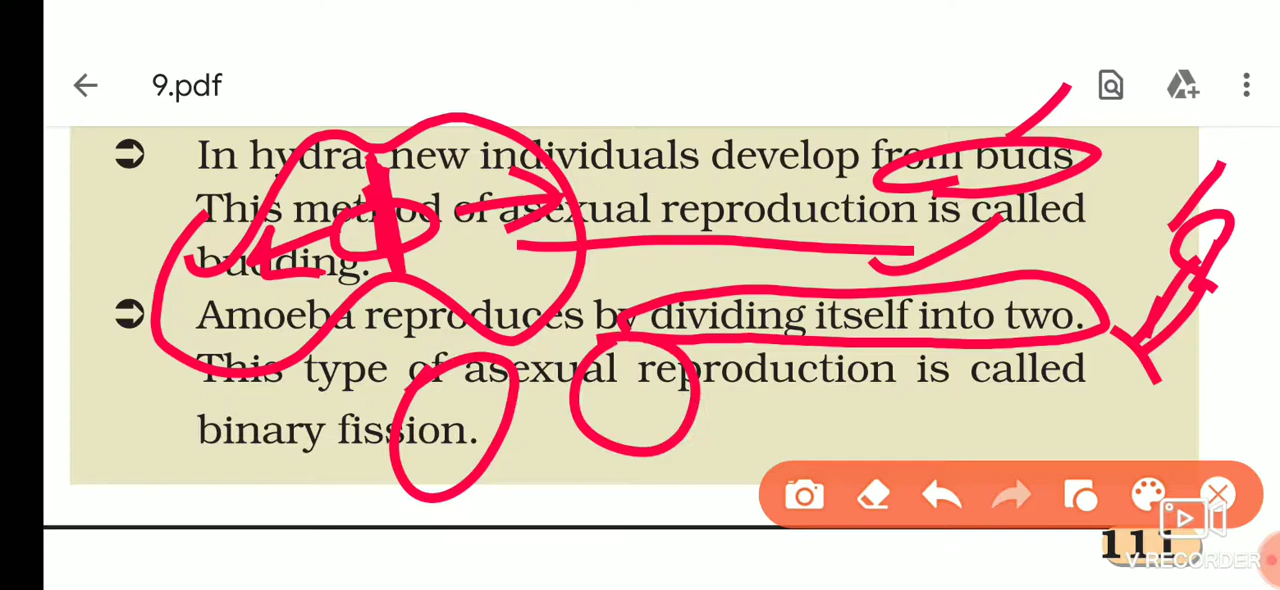 9.pdf
In hydra, new individuals develop from buds.
This method of asexual reproduction is called
budding.
Amoeba reproduces by dividing itself into two.
This type of asexual reproduction is called
binary fission.
111
V RECORDER